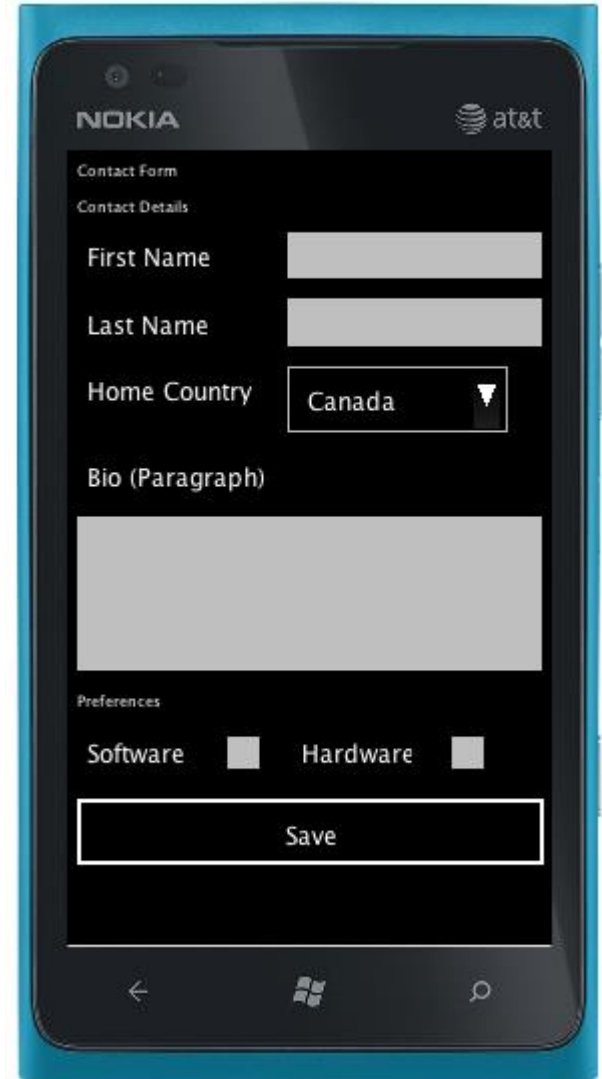 NOKIA at&t
Contact Form
Contact Details
First Name
Last Name
Home Country Canada
Bio (Paragraph)
Preferences
Software Hardware
Save